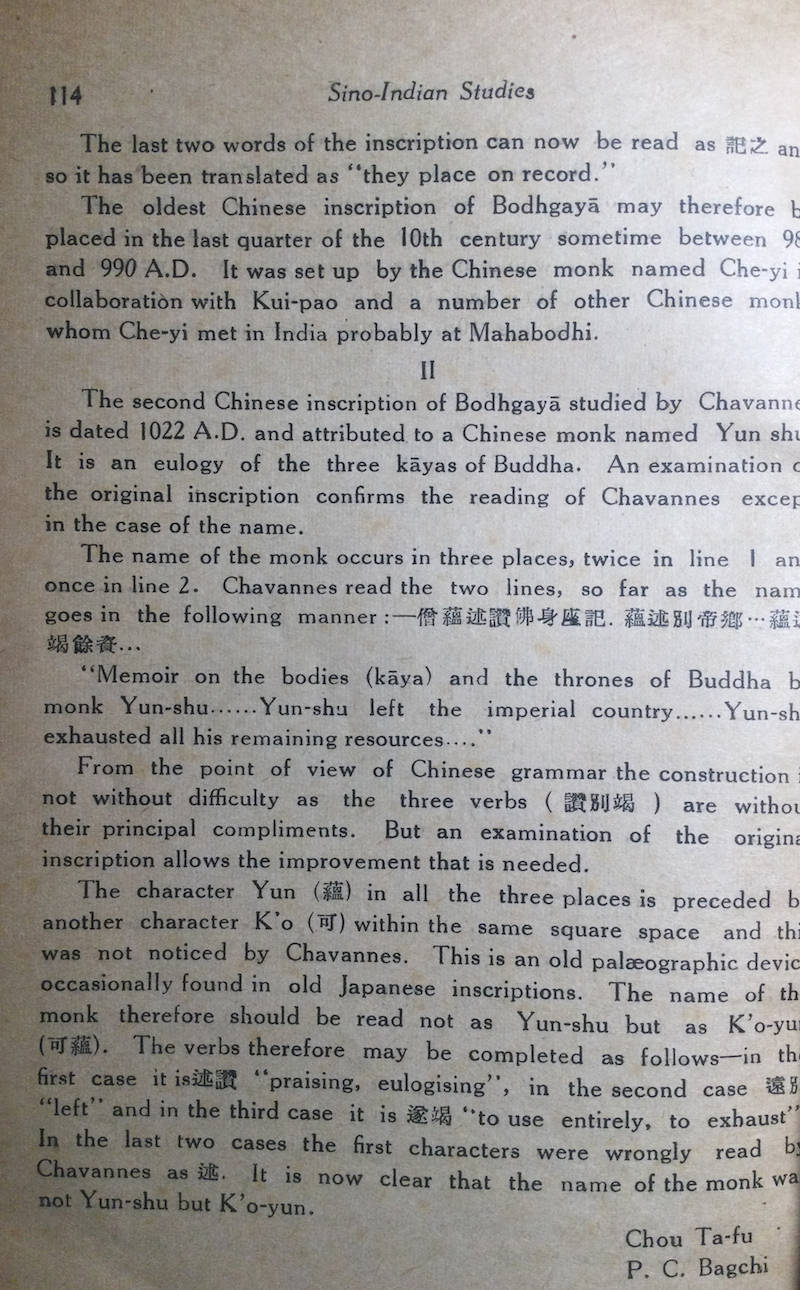 114 Sino-Indian Studies
The last two words of the inscription can now be read as 記之 an
so it has been translated as "they place on record."
The oldest Chinese inscription of Bodhgayā may therefore b
placed in the last quarter of the 10th century sometime between 98
and 990 A.D. It was set up by the Chinese monk named Che-yi i
collaboration with Kui-pao and a number of other Chinese monk
whom Che-yi met in India probably at Mahabodhi.
II
The second Chinese inscription of Bodhgayā studied by Chavanne
is dated 1022 A.D. and attributed to a Chinese monk named Yun shu
It is an eulogy of the three kāyas of Buddha. An examination o
the original inscription confirms the reading of Chavannes excep
in the case of the name.
The name of the monk occurs in three places, twice in line 1 an
once in line 2. Chavannes read the two lines, so far as the nam
goes in the following manner :—僧蘊述讚佛身座記. 蘊述別帝鄉…蘊述
竭餘資...
"Memoir on the bodies (kāya) and the thrones of Buddha b
monk Yun-shu......Yun-shu left the imperial country......Yun-sh
exhausted all his remaining resources...."
From the point of view of Chinese grammar the construction i
not without difficulty as the three verbs ( 讚別竭 ) are withou
their principal compliments. But an examination of the origina
inscription allows the improvement that is needed.
The character Yun (蘊) in all the three places is preceded b
another character K'o (可) within the same square space and thi
was not noticed by Chavannes. This is an old palæographic devic
occasionally found in old Japanese inscriptions. The name of th
monk therefore should be read not as Yun-shu but as K'o-yun
(可蘊). The verbs therefore may be completed as follows—in the
first case it is述讚 "praising, eulogising", in the second case 遠別
"left" and in the third case it is 遂竭 "to use entirely, to exhaust"
In the last two cases the first characters were wrongly read by
Chavannes as 述. It is now clear that the name of the monk wa
not Yun-shu but K'o-yun.
Chou Ta-fu
P. C. Bagchi